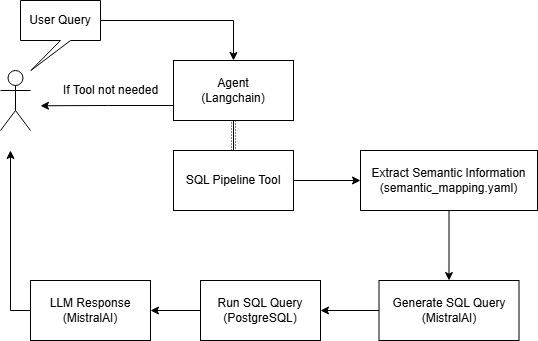 User Query
Agent
(Langchain)
If Tool not needed
SQL Pipeline Tool
Extract Semantic Information
(semantic_mapping.yaml)
LLM Response
(MistralAI)
Run SQL Query
(PostgreSQL)
Generate SQL Query
(MistralAI)